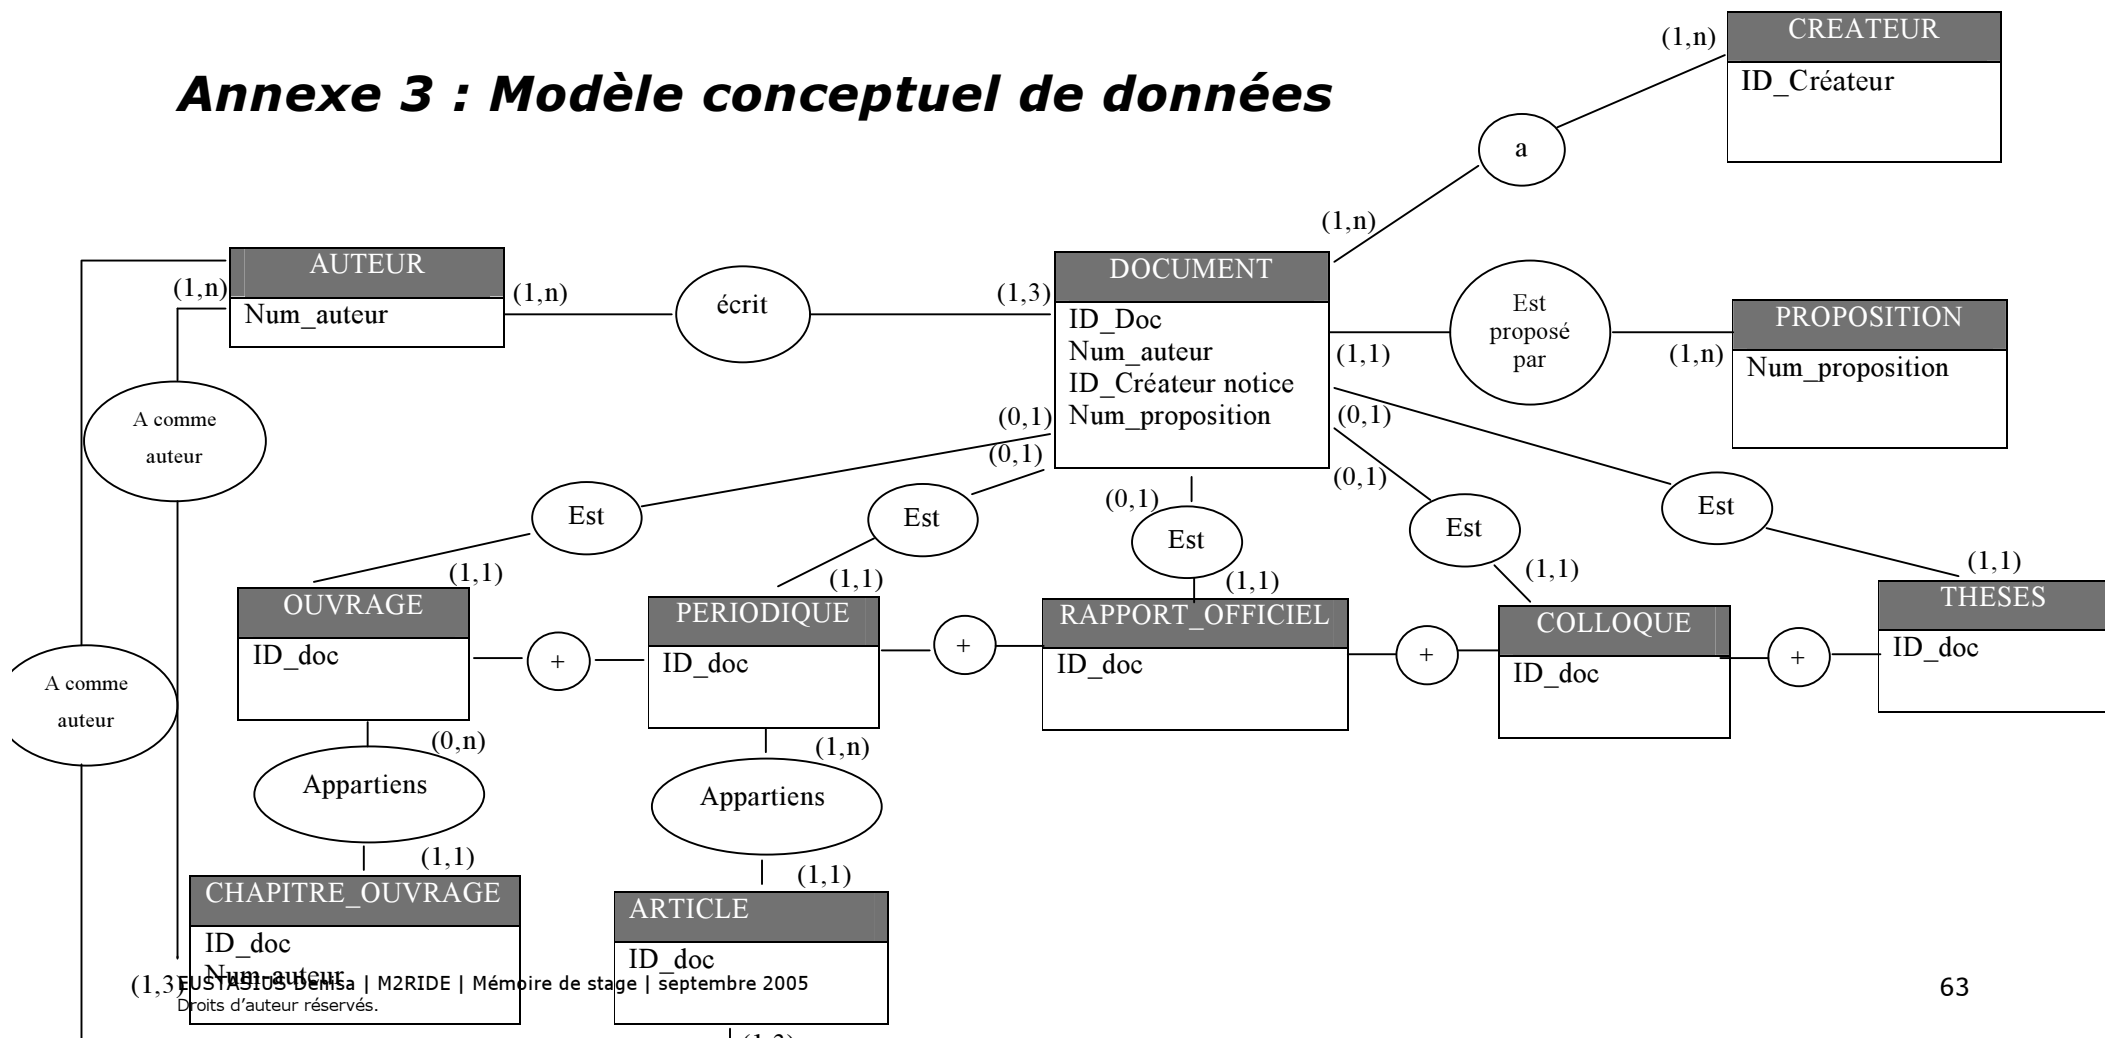 CREATEUR
(1,n)
ID_Créateur
Annexe 3 : Modèle conceptuel de données
a
(1,n)
AUTEUR
(1,n)
Num_auteur
(1,n)
écrit
(1,3)
DOCUMENT
ID_Doc
Num_auteur
ID_Créateur notice
Num_proposition
(1,1)
Est
proposé
par
(1,n)
PROPOSITION
Num_proposition
A comme
auteur
(0,1)
(0,1)
(0,1)
(0,1)
(0,1)
Est
Est
Est
Est
Est
(1,1)
(1,1)
(1,1)
(1,1)
(1,1)
OUVRAGE
ID_doc
+
PERIODIQUE
ID_doc
+
RAPPORT_OFFICIEL
ID_doc
+
COLLOQUE
ID_doc
+
THESES
ID_doc
A comme
auteur
(0,n)
Appartiens
(1,1)
(1,n)
Appartiens
(1,1)
CHAPITRE_OUVRAGE
ID_doc
Num-auteur
(1,3)
ARTICLE
ID_doc
EUSTASIUS Denisa | M2RIDE | Mémoire de stage | septembre 2005
63
Droits d'auteur réservés.